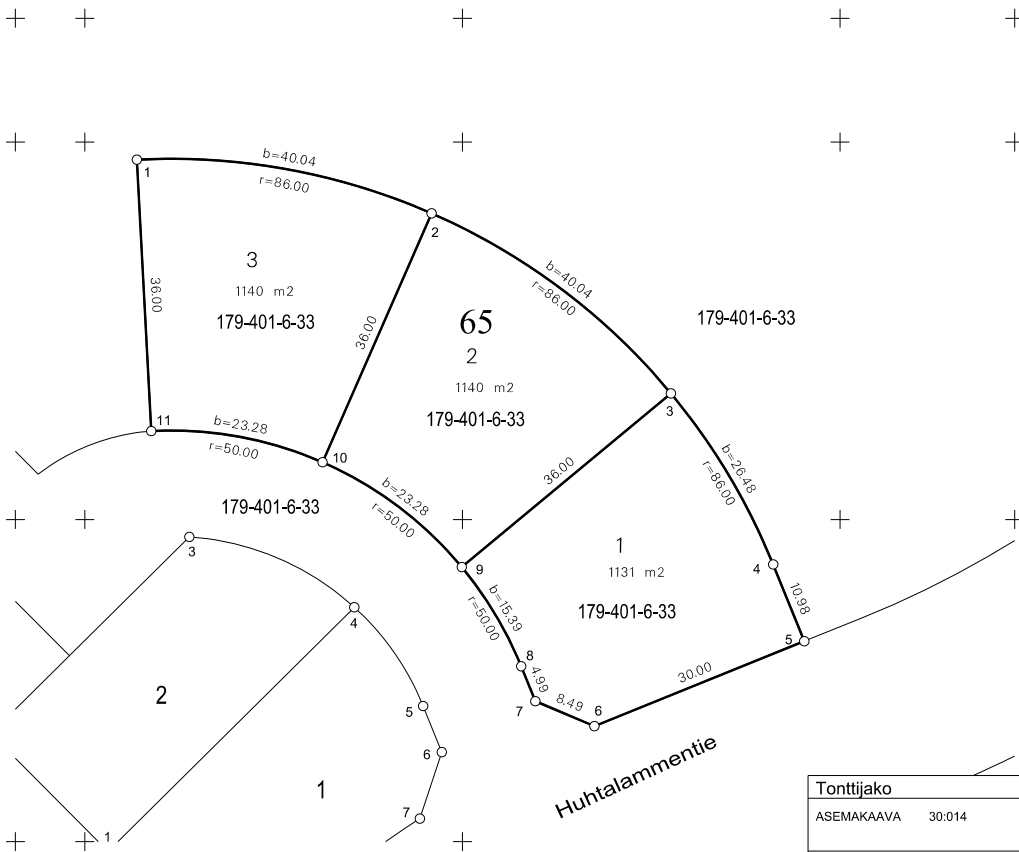 b=40.04
r=86.00
1
2
3
1140 m2
179-401-6-33
36.00
36.00
b=40.04
r=86.00
65
2
1140 m2
179-401-6-33
179-401-6-33
3
11
b=23.28
r=50.00
10
b=23.28
r=50.00
36.00
b=26.48
r=86.00
179-401-6-33
9
1
1131 m2
179-401-6-33
4
10.98
5
b=15.39
r=50.00
8
4.99
7
8.49
6
30.00
3
4
2
5
6
1
7
1
Huhtalammentie
Tonttijako
ASEMAKAAVA 30:014